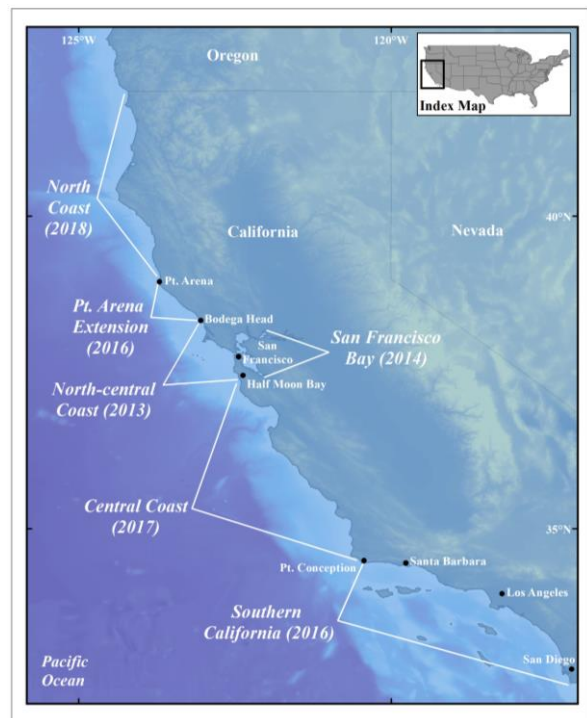 125°W
120°W
Oregon
Index Map
North
Coast
(2018)
40°N
California
Nevada
Pt. Arena
Pt. Arena
Extension
(2016)
Bodega Head
San
Francisco
San Francisco
Bay (2014)
North-central
Coast (2013)
Half Moon Bay
Central Coast
(2017)
35°N
Pt. Conception
Santa Barbara
Los Angeles
Southern
California (2016)
San Diego
Pacific
Ocean